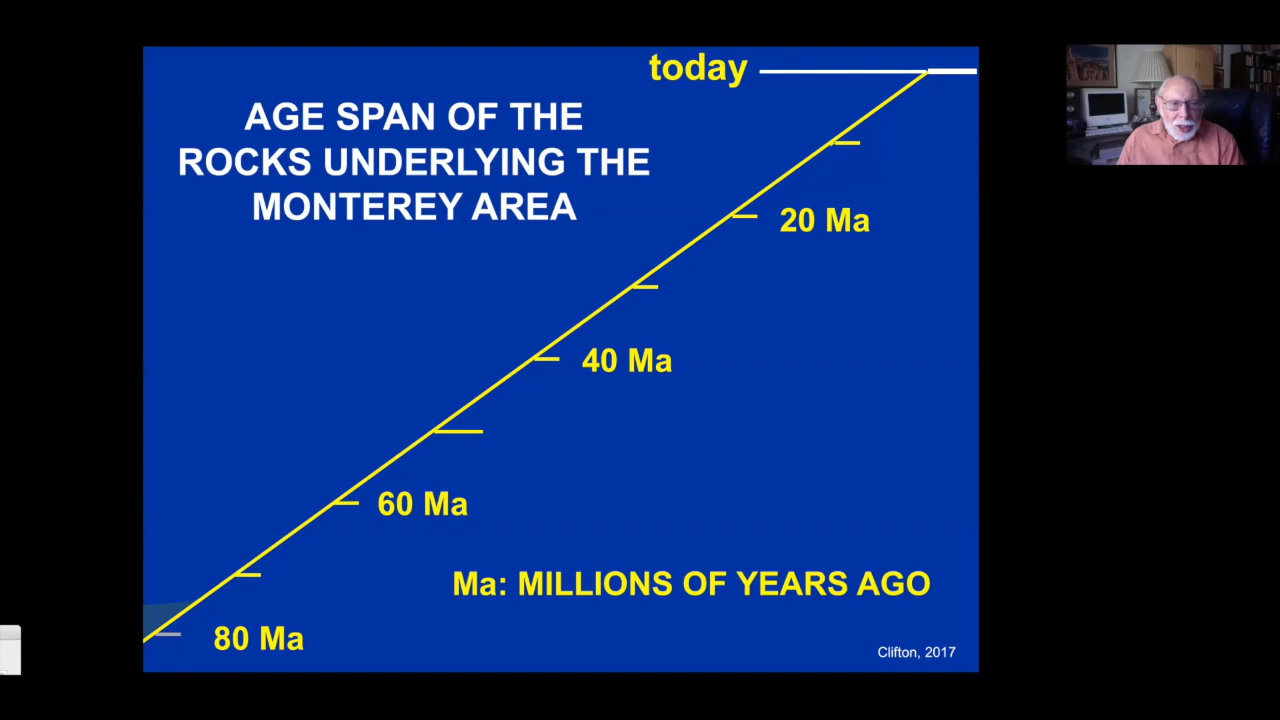 today
AGE SPAN OF THE
ROCKS UNDERLYING THE
MONTEREY AREA
20 Ma
40 Ma
60 Ma
Ma: MILLIONS OF YEARS AGO
80 Ma
Clifton, 2017